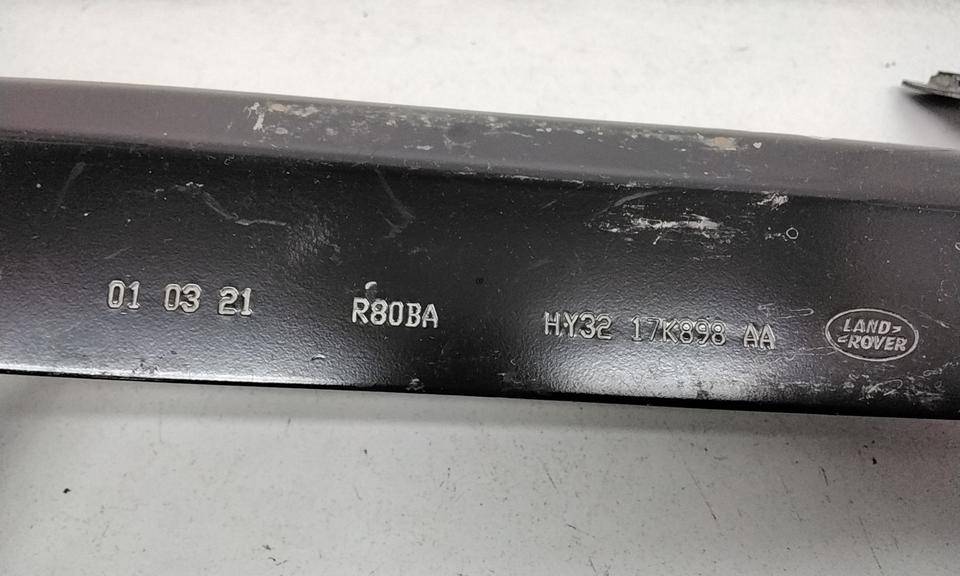 01 03 21 R80BA HY32 17K898 AA
LAND-
-ROVER